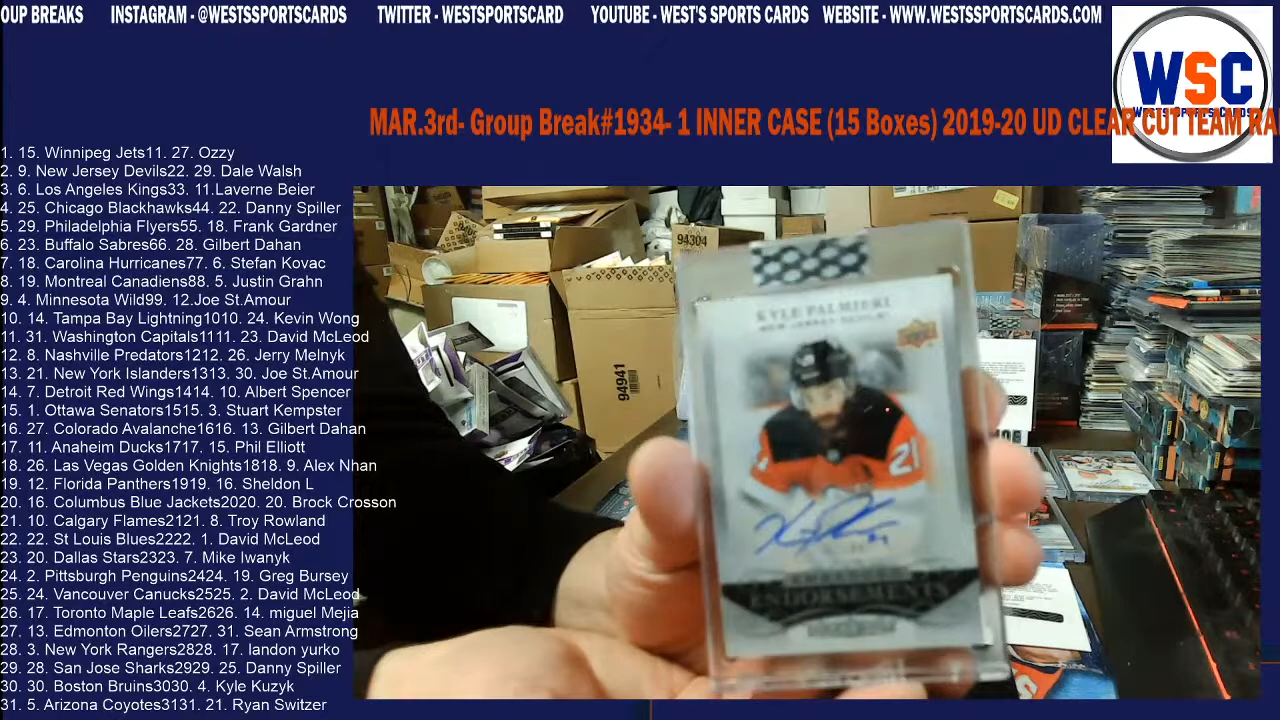 OUP BREAKS INSTAGRAM - @WESTSSPORTSCARDS TWITTER - WESTSPORTSCARD YOUTUBE - WEST'S SPORTS CARDS WEBSITE - WWW.WESTSSPORTSCARDS.COM
WSC
Wests Sports Cards
MAR.3rd- Group Break#1934- 1 INNER CASE (15 Boxes) 2019-20 UD CLEAR CUT TEAM RA
1. 15. Winnipeg Jets11. 27. Ozzy
2. 9. New Jersey Devils22. 29. Dale Walsh
3. 6. Los Angeles Kings33. 11.Laverne Beier
4. 25. Chicago Blackhawks44. 22. Danny Spiller
5. 29. Philadelphia Flyers55. 18. Frank Gardner
6. 23. Buffalo Sabres66. 28. Gilbert Dahan
7. 18. Carolina Hurricanes77. 6. Stefan Kovac
8. 19. Montreal Canadiens88. 5. Justin Grahn
9. 4. Minnesota Wild99. 12.Joe St.Amour
10. 14. Tampa Bay Lightning1010. 24. Kevin Wong
11. 31. Washington Capitals1111. 23. David McLeod
12. 8. Nashville Predators1212. 26. Jerry Melnyk
13. 21. New York Islanders1313. 30. Joe St.Amour
14. 7. Detroit Red Wings1414. 10. Albert Spencer
15. 1. Ottawa Senators1515. 3. Stuart Kempster
16. 27. Colorado Avalanche1616. 13. Gilbert Dahan
17. 11. Anaheim Ducks1717. 15. Phil Elliott
18. 26. Las Vegas Golden Knights1818. 9. Alex Nhan
19. 12. Florida Panthers1919. 16. Sheldon L
20. 16. Columbus Blue Jackets2020. 20. Brock Crosson
21. 10. Calgary Flames2121. 8. Troy Rowland
22. 22. St Louis Blues2222. 1. David McLeod
23. 20. Dallas Stars2323. 7. Mike Iwanyk
24. 2. Pittsburgh Penguins2424. 19. Greg Bursey
25. 24. Vancouver Canucks2525. 2. David McLeod
26. 17. Toronto Maple Leafs2626. 14. miguel Mejia
27. 13. Edmonton Oilers2727. 31. Sean Armstrong
28. 3. New York Rangers2828. 17. landon yurko
29. 28. San Jose Sharks2929. 25. Danny Spiller
30. 30. Boston Bruins3030. 4. Kyle Kuzyk
31. 5. Arizona Coyotes3131. 21. Ryan Switzer
94304
94941
KYLE PALMIERI
NEW JERSEY DEVILS
21